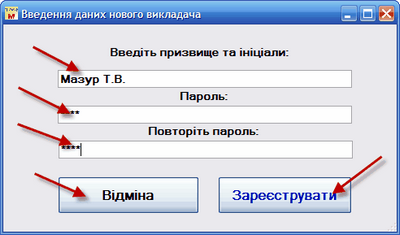 Введення даних нового викладача
Введіть призвище та ініціали:
Мазур Т.В.
Пароль:
****
Повторіть пароль:
****
Відміна
Зареєструвати